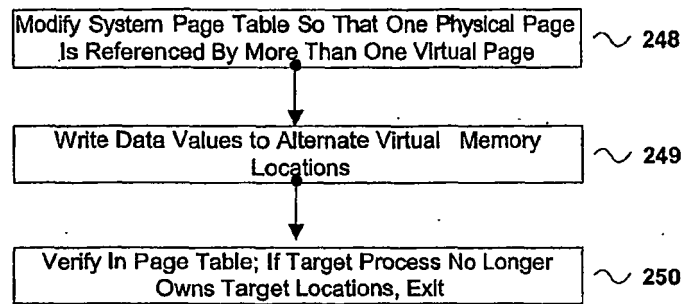 Modify System Page Table So That One Physical Page
Is Referenced By More Than One Virtual Page
248
Write Data Values to Alternate Virtual Memory
Locations
249
Verify In Page Table; If Target Process No Longer
Owns Target Locations, Exit
250